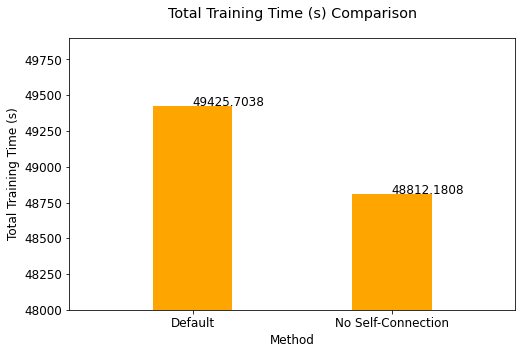 Total Training Time (s) Comparison
Total Training Time (s)
49750
49500
49250
49000
48750
48500
48250
48000
49425.7038
48812.1808
Default
No Self-Connection
Method